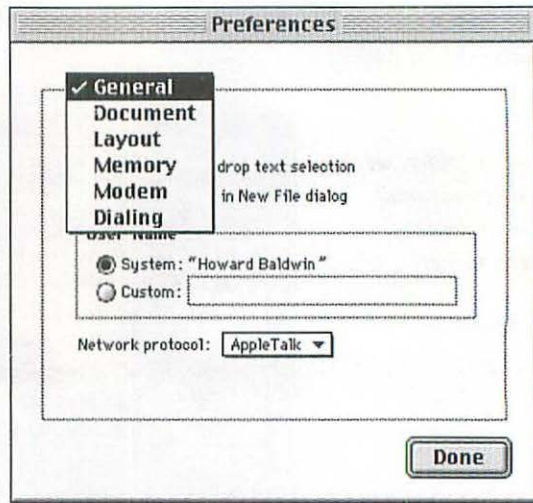 Preferences
✓ General
Document
Layout
Memory
Modem
Dialing
drop text selection
in New File dialog
User Name
System: "Howard Baldwin"
Custom:
Network protocol: AppleTalk
Done